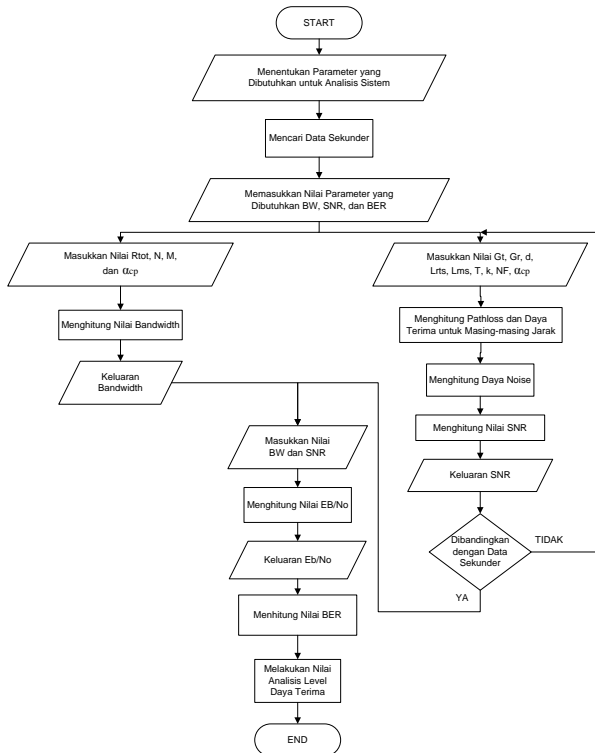 START
Menentukan Parameter yang
Dibutuhkan untuk Analisis Sistem
Mencari Data Sekunder
Memasukkan Nilai Parameter yang
Dibutuhkan BW, SNR, dan BER
Masukkan Nilai Rtot, N, M,
dan αcp
Menghitung Nilai Bandwidth
Keluaran
Bandwidth
Masukkan Nilai Gt, Gr, d,
Lrts, Lms, T, k, NF, αcp
Menghitung Pathloss dan Daya
Terima untuk Masing-masing Jarak
Menghitung Daya Noise
Menghitung Nilai SNR
Keluaran SNR
Dibandingkan
dengan Data
Sekunder
TIDAK
YA
Masukkan Nilai
BW dan SNR
Menghitung Nilai EB/No
Keluaran Eb/No
Menhitung Nilai BER
Melakukan Nilai
Analisis Level
Daya Terima
END